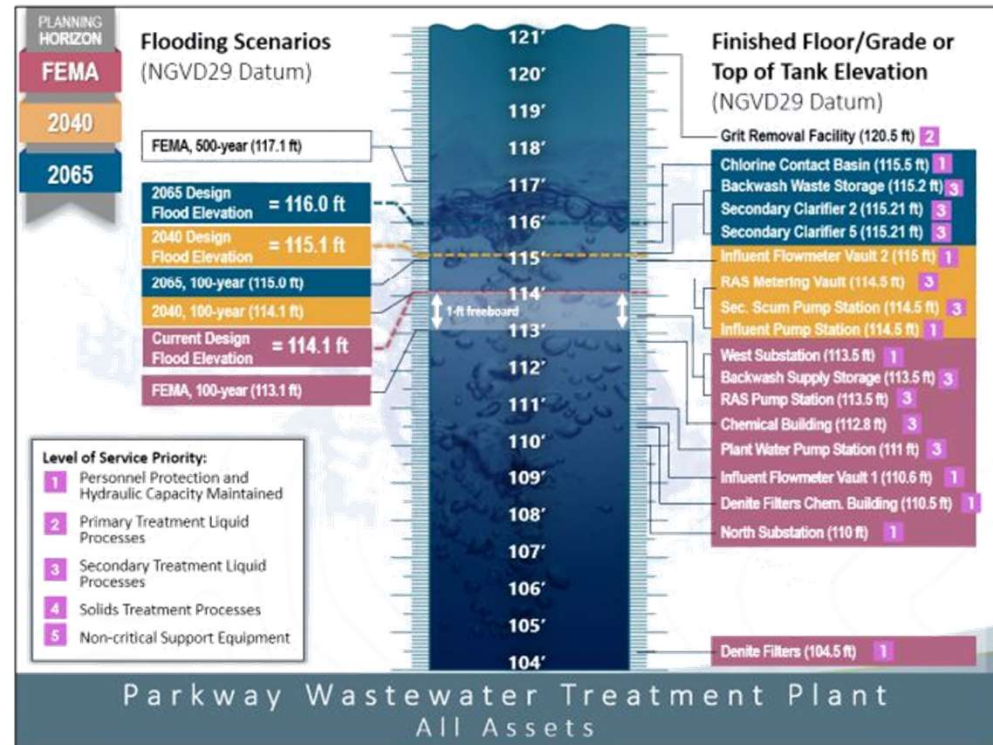 PLANNING
HORIZON
FEMA
2040
2065
Flooding Scenarios
(NGVD29 Datum)
FEMA, 500-year (117.1 ft)
2065 Design
Flood Elevation = 116.0 ft
2040 Design
Flood Elevation = 115.1 ft
2065, 100-year (115.0 ft)
2040, 100-year (114.1 ft)
Current Design
Flood Elevation = 114.1 ft
FEMA, 100-year (113.1 ft)
Level of Service Priority:
1 Personnel Protection and
Hydraulic Capacity Maintained
2 Primary Treatment Liquid
Processes
3 Secondary Treatment Liquid
Processes
4 Solids Treatment Processes
5 Non-critical Support Equipment
121'
120'
119'
118'
117'
116'
115'
114'
1-ft freeboard
113'
112'
111'
110'
109'
108'
107'
106'
105'
104'
Finished Floor/Grade or
Top of Tank Elevation
(NGVD29 Datum)
Grit Removal Facility (120.5 ft) 2
Chlorine Contact Basin (115.5 ft) 1
Backwash Waste Storage (115.2 ft) 3
Secondary Clarifier 2 (115.21 ft) 3
Secondary Clarifier 5 (115.21 ft) 3
Influent Flowmeter Vault 2 (115 ft) 1
RAS Metering Vault (114.5 ft) 3
Sec. Scum Pump Station (114.5 ft) 3
Influent Pump Station (114.5 ft) 1
West Substation (113.5 ft) 1
Backwash Supply Storage (113.5 ft) 3
RAS Pump Station (113.5 ft) 3
Chemical Building (112.8 ft) 3
Plant Water Pump Station (111 ft) 3
Influent Flowmeter Vault 1 (110.6 ft) 1
Denite Filters Chem. Building (110.5 ft) 1
North Substation (110 ft) 1
Denite Filters (104.5 ft) 1
Parkway Wastewater Treatment Plant
All Assets